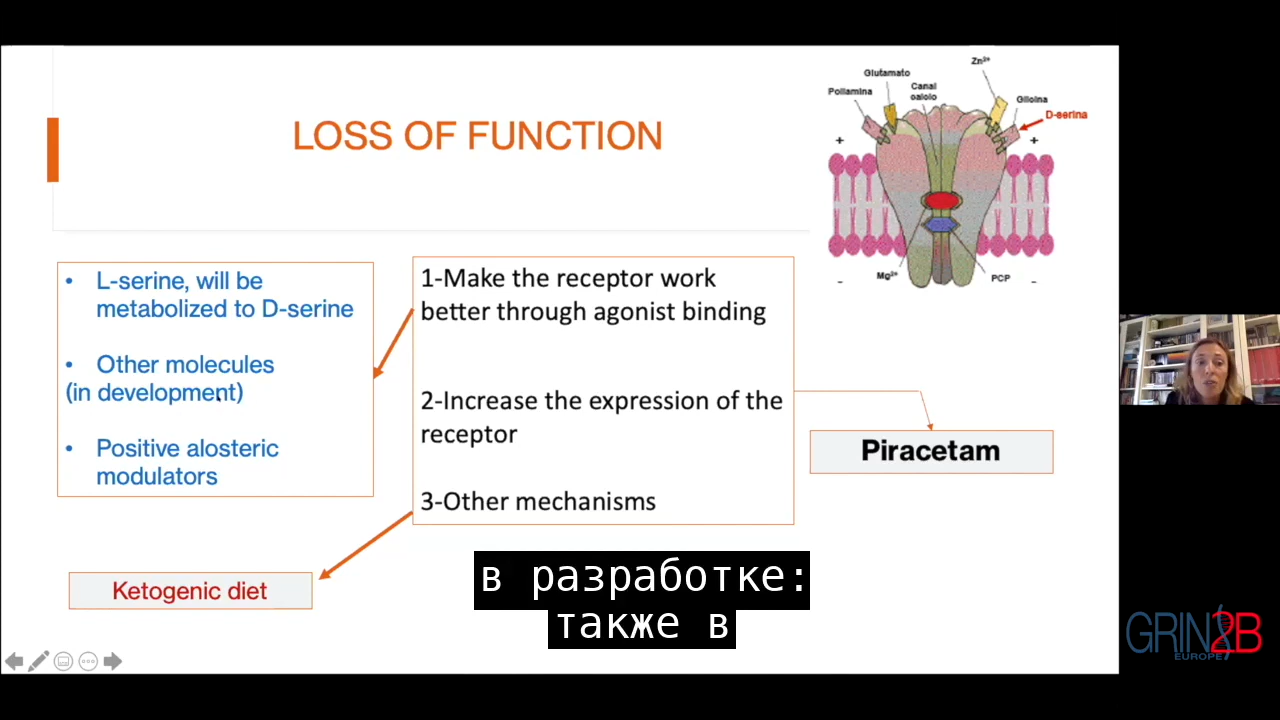 LOSS OF FUNCTION
Zn²⁺
Glutamato
Canal
calcio
Poliamina
Glicina
D-serina
+
+
Mg²⁺
PCP
-
-
• L-serine, will be
metabolized to D-serine
• Other molecules
(in development)
• Positive alosteric
modulators
1-Make the receptor work
better through agonist binding
2-Increase the expression of the
receptor
3-Other mechanisms
Piracetam
Ketogenic diet
в разработке:
также в
GRIN2B
EUROPE